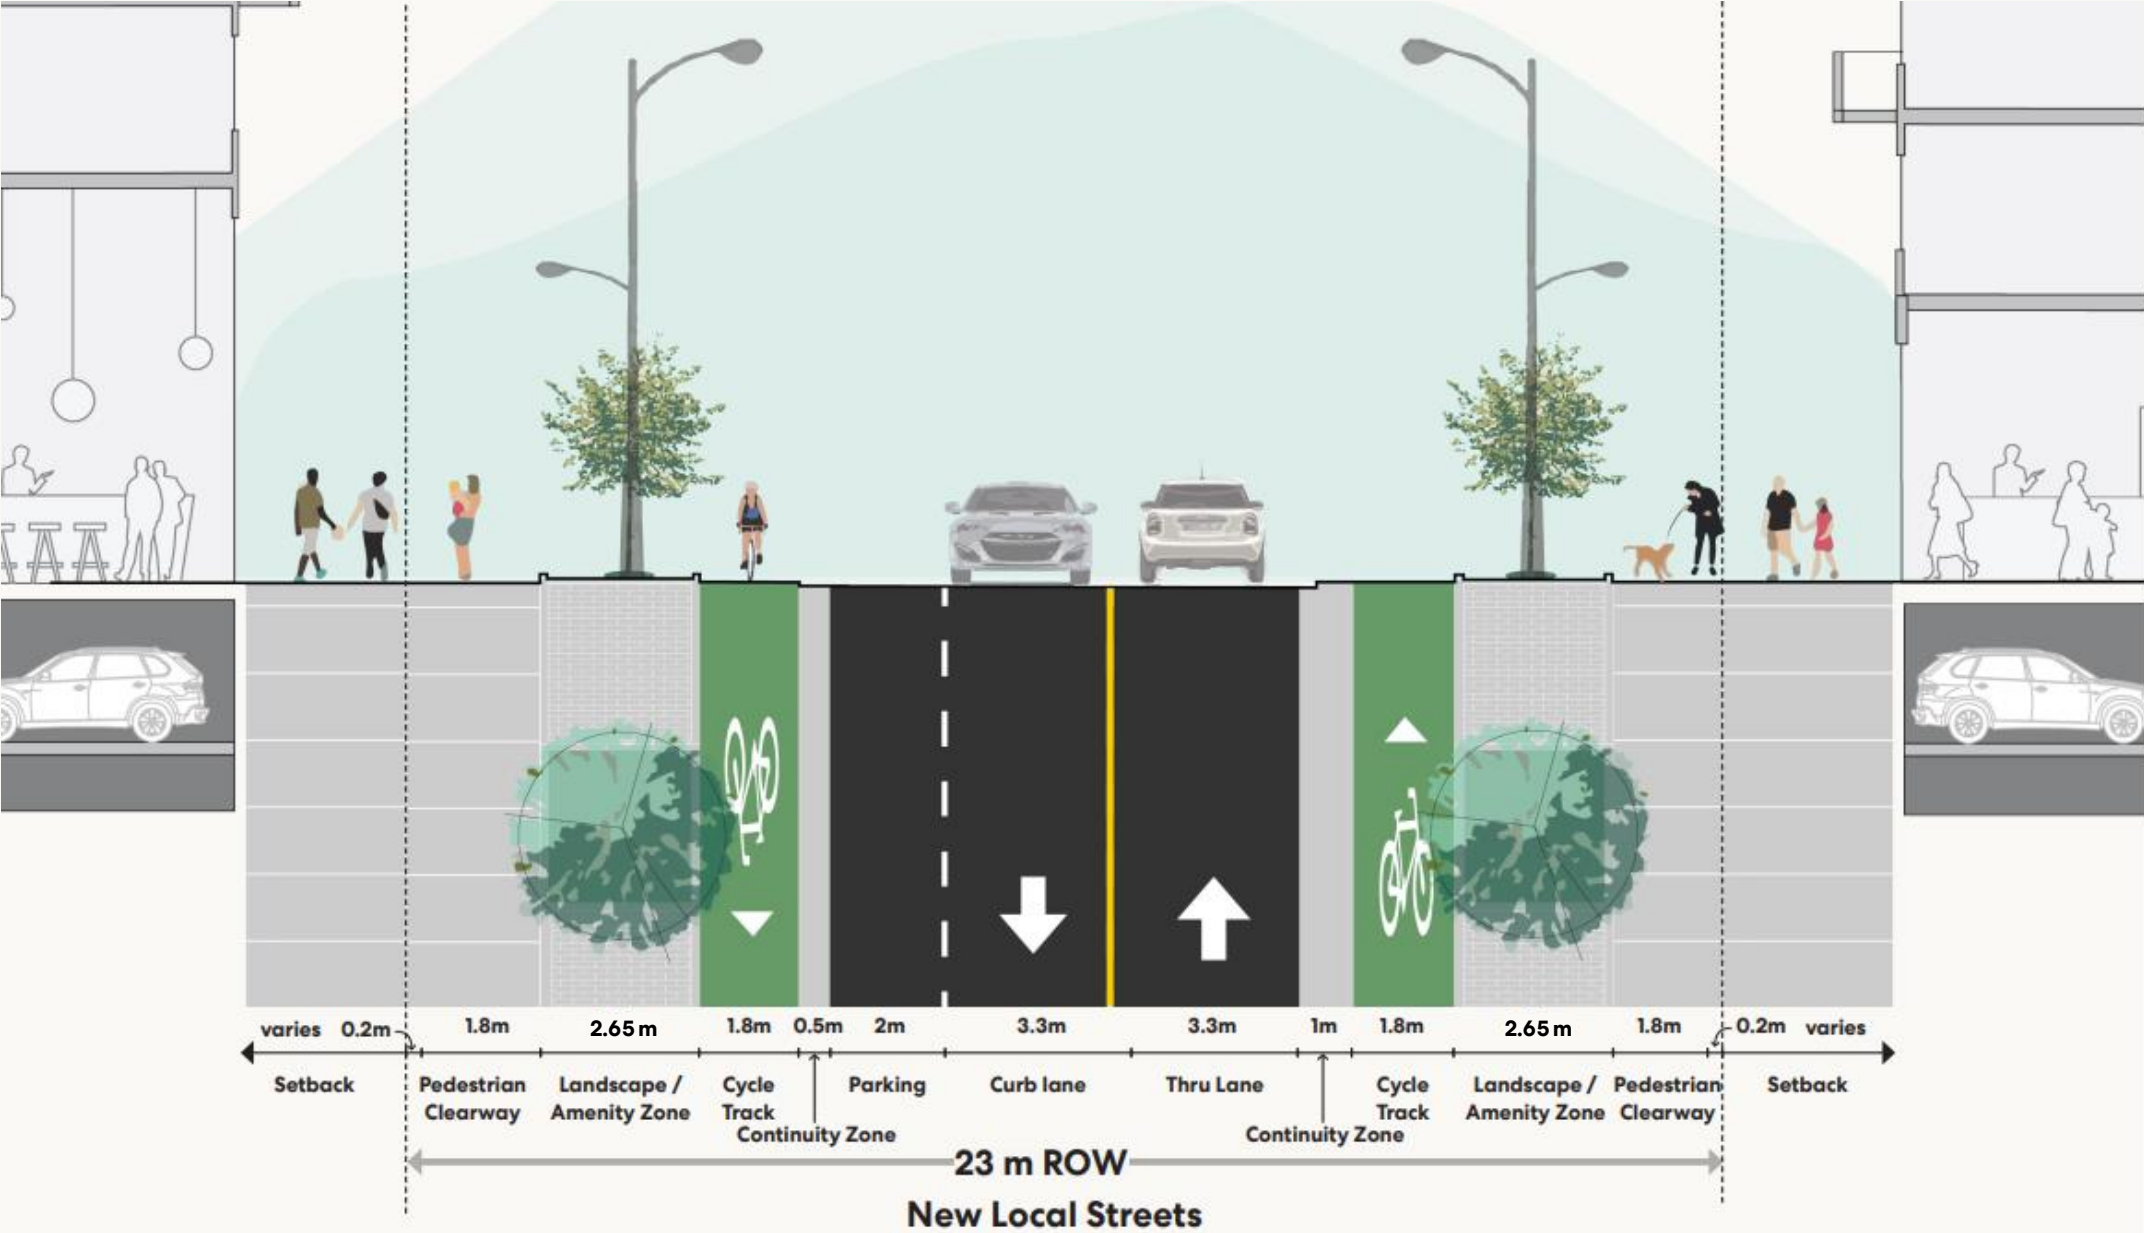 varies 0.2m 1.8m 2.65 m 1.8m 0.5m 2m 3.3m 3.3m 1m 1.8m 2.65 m 1.8m 0.2m varies
Setback Pedestrian Landscape / Cycle Parking Curb lane Thru Lane Cycle Landscape / Pedestrian Setback
Clearway Amenity Zone Track Track Amenity Zone Clearway
Continuity Zone Continuity Zone
23 m ROW
New Local Streets